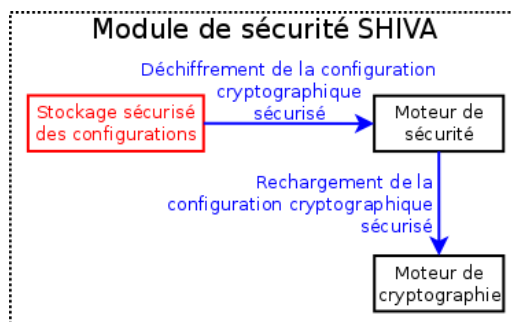 Module de sécurité SHIVA
Déchiffrement de la configuration
cryptographique
sécurisé
Stockage sécurisé
des configurations
Moteur de
sécurité
Rechargement de la
configuration cryptographique
sécurisé
Moteur de
cryptographie